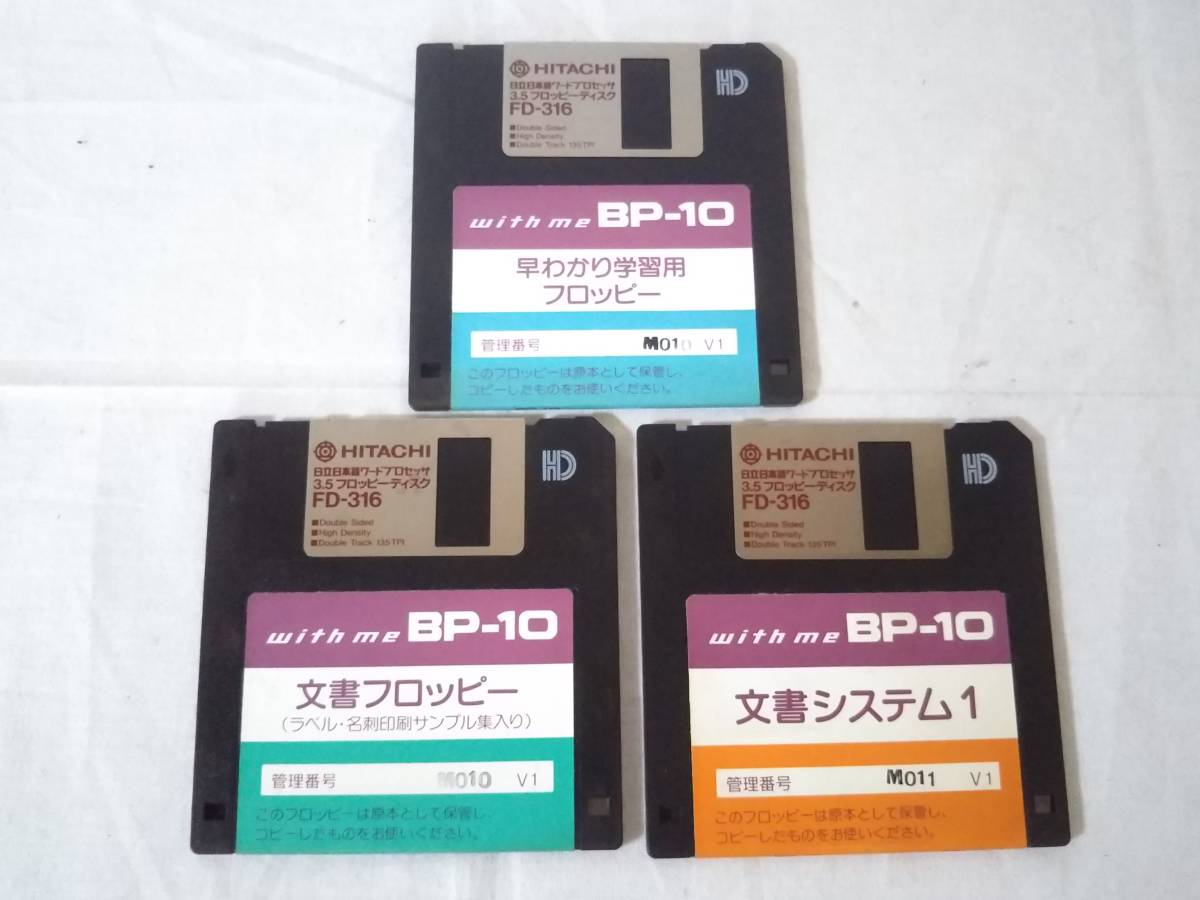 HITACHI
日立日本語ワードプロセッサ
3.5フロッピーディスク
FD-316
■Double Sided
■High Density
■Double Track 135TPI
HD
with me BP-10
早わかり学習用
フロッピー
管理番号 M010 V1
このフロッピーは原本として保管し、
コピーしたものをお使いください。
HITACHI
日立日本語ワードプロセッサ
3.5フロッピーディスク
FD-316
■Double Sided
■High Density
■Double Track 135TPI
HD
with me BP-10
文書フロッピー
(ラベル・名刺印刷サンプル集入り)
管理番号 M010 V1
このフロッピーは原本として保管し、
コピーしたものをお使いください。
HITACHI
日立日本語ワードプロセッサ
3.5フロッピーディスク
FD-316
■Double Sided
■High Density
■Double Track 135TPI
HD
with me BP-10
文書システム1
管理番号 M011 V1
このフロッピーは原本として保管し、
コピーしたものをお使いください。